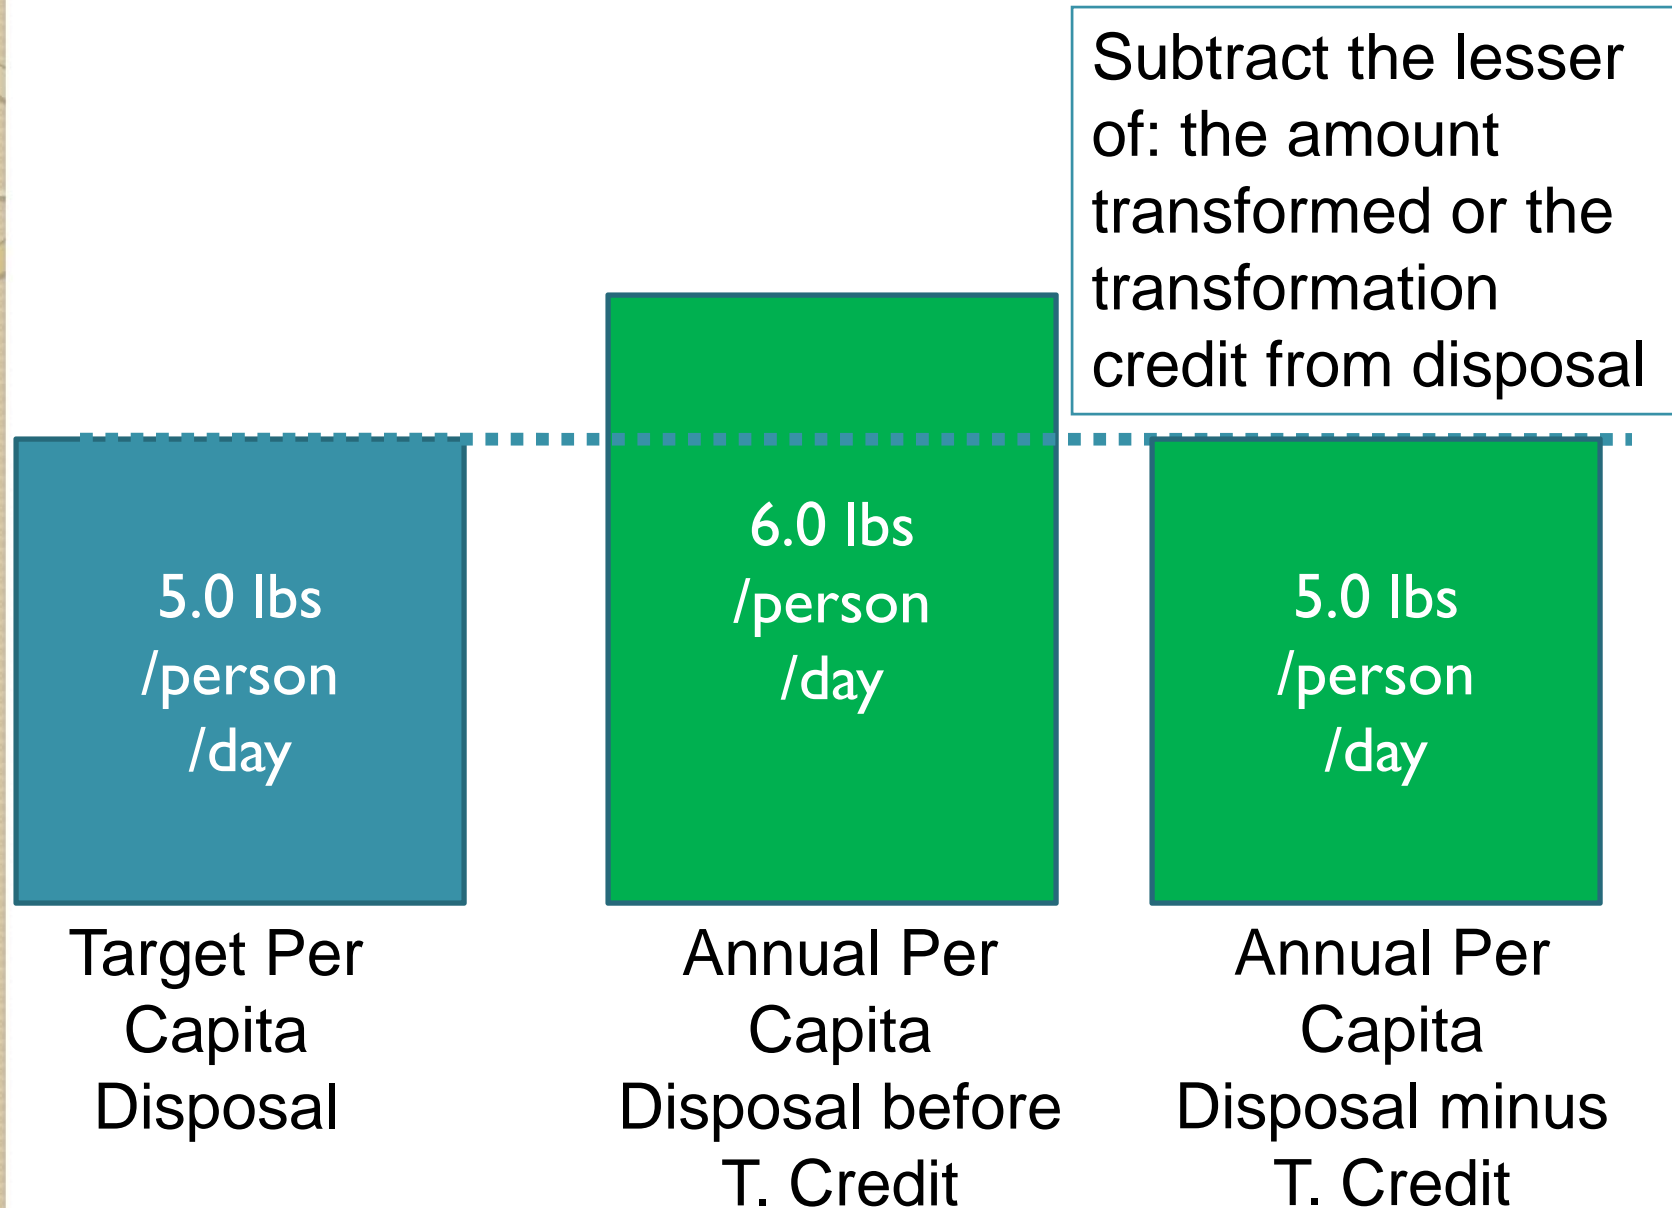 Subtract the lesser
of: the amount
transformed or the
transformation
credit from disposal
5.0 lbs
/person
/day
6.0 lbs
/person
/day
5.0 lbs
/person
/day
Target Per
Capita
Disposal
Annual Per
Capita
Disposal before
T. Credit
Annual Per
Capita
Disposal minus
T. Credit